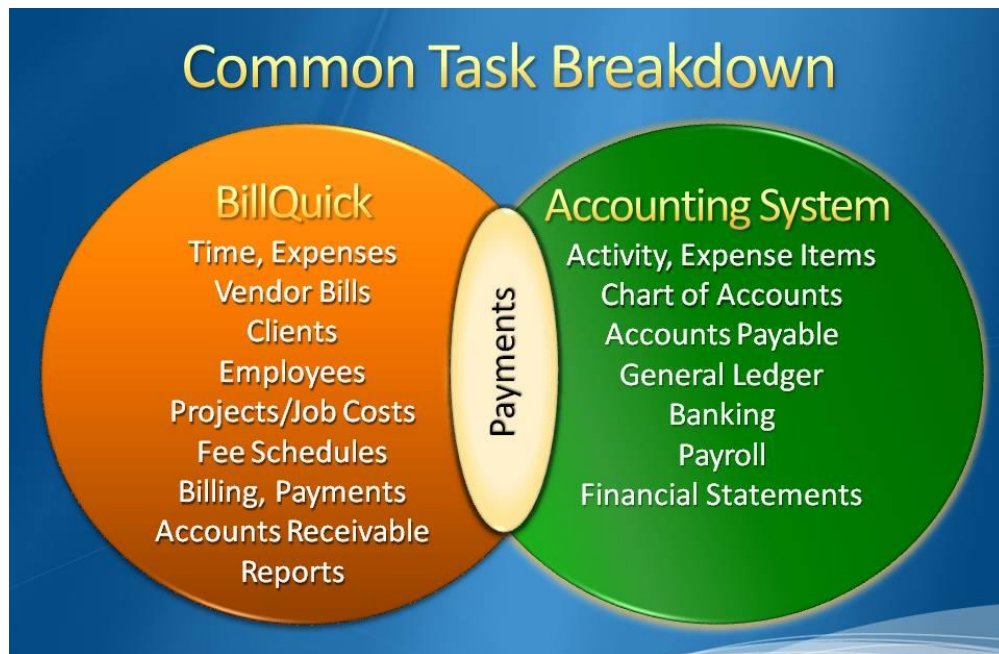 Common Task Breakdown
BillQuick
Time, Expenses
Vendor Bills
Clients
Employees
Projects/Job Costs
Fee Schedules
Billing, Payments
Accounts Receivable
Reports
Payments
Accounting System
Activity, Expense Items
Chart of Accounts
Accounts Payable
General Ledger
Banking
Payroll
Financial Statements